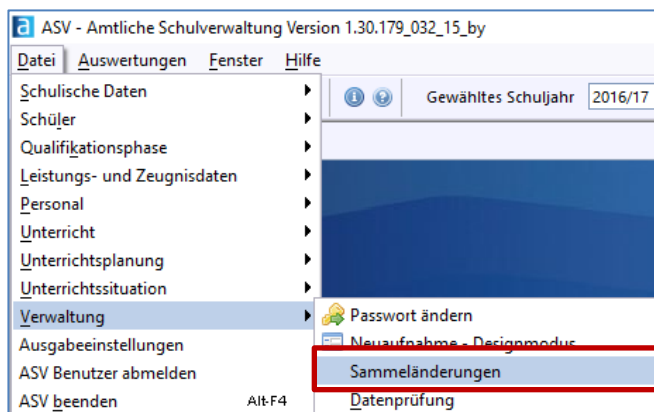 ASV - Amtliche Schulverwaltung Version 1.30.179_032_15_by
Datei Auswertungen Fenster Hilfe
Schulische Daten
Gewähltes Schuljahr 2016/17
Schüler
Qualifikationsphase
Leistungs- und Zeugnisdaten
Personal
Unterricht
Unterrichtsplanung
Unterrichtssituation
Verwaltung
Passwort ändern
Ausgabeeinstellungen
Neuaufnahme - Designmodus
ASV Benutzer abmelden
Sammeländerungen
ASV beenden Alt-F4
Datenprüfung